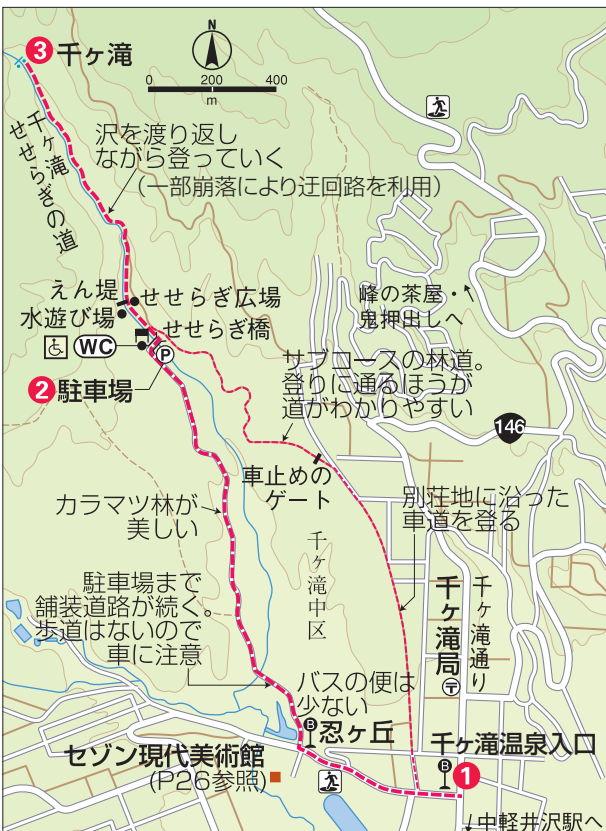 ③千ヶ滝
N
0 200 400
m
沢を渡り返し
ながら登っていく
(一部崩落により迂回路を利用)
千ヶ滝
せせらぎの道
えん堤
せせらぎ広場
水遊び場
せせらぎ橋
WC
P
②駐車場
峰の茶屋・
鬼押出しへ
サブコースの林道。
登りに通るほうが
道がわかりやすい
146
車止めの
ゲート
別荘地に沿った
車道を登る
カラマツ林が
美しい
千ヶ滝中区
駐車場まで
舗装道路が続く。
歩道はないので
車に注意
千ヶ滝局
〒
千ヶ滝通り
バスの便は
少ない
B
忍ヶ丘
セゾン現代美術館
(P26参照)
千ヶ滝温泉入口
B
①
中軽井沢駅へ